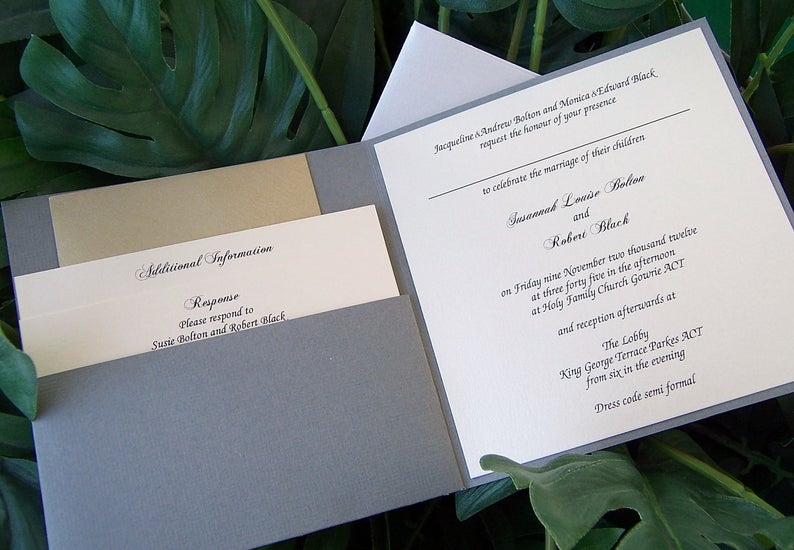 Additional Information
Response
Please respond to
Susie Bolton and Robert Black
Jacqueline & Andrew Bolton and Monica & Edward Black
request the honour of your presence
to celebrate the marriage of their children
Susannah Louise Bolton
and
Robert Black
on Friday nine November two thousand twelve
at three forty five in the afternoon
at Holy Family Church Gowrie ACT
and reception afterwards at
The Lobby
King George Terrace Parkes ACT
from six in the evening
Dress code semi formal